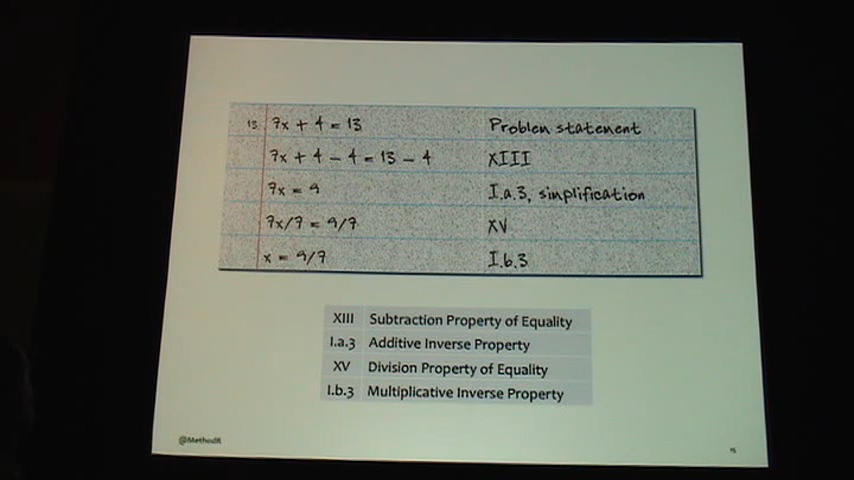 13 7x + 4 = 13 Problem statement
7x + 4 - 4 = 13 - 4 XIII
7x = 9 I.a.3, simplification
7x/7 = 9/7 XV
x = 9/7 I.b.3
XIII Subtraction Property of Equality
I.a.3 Additive Inverse Property
XV Division Property of Equality
I.b.3 Multiplicative Inverse Property
@MethodR
15